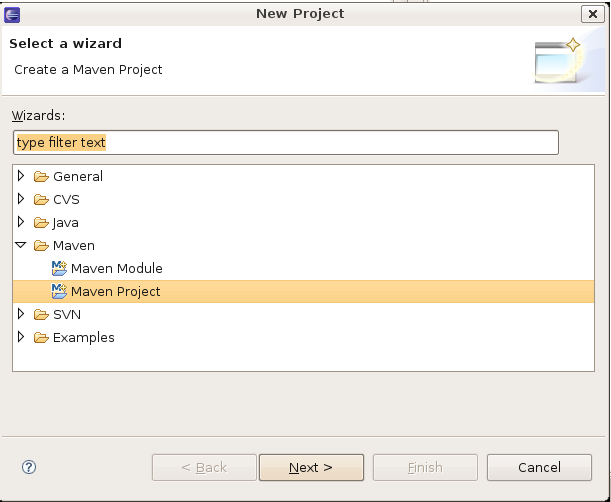 New Project
Select a wizard
Create a Maven Project
Wizards:
type filter text
General
CVS
Java
Maven
Maven Module
Maven Project
SVN
Examples
< Back
Next >
Finish
Cancel